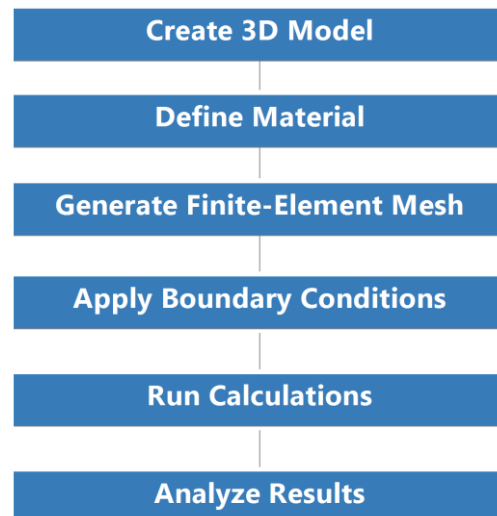 Create 3D Model
Define Material
Generate Finite-Element Mesh
Apply Boundary Conditions
Run Calculations
Analyze Results